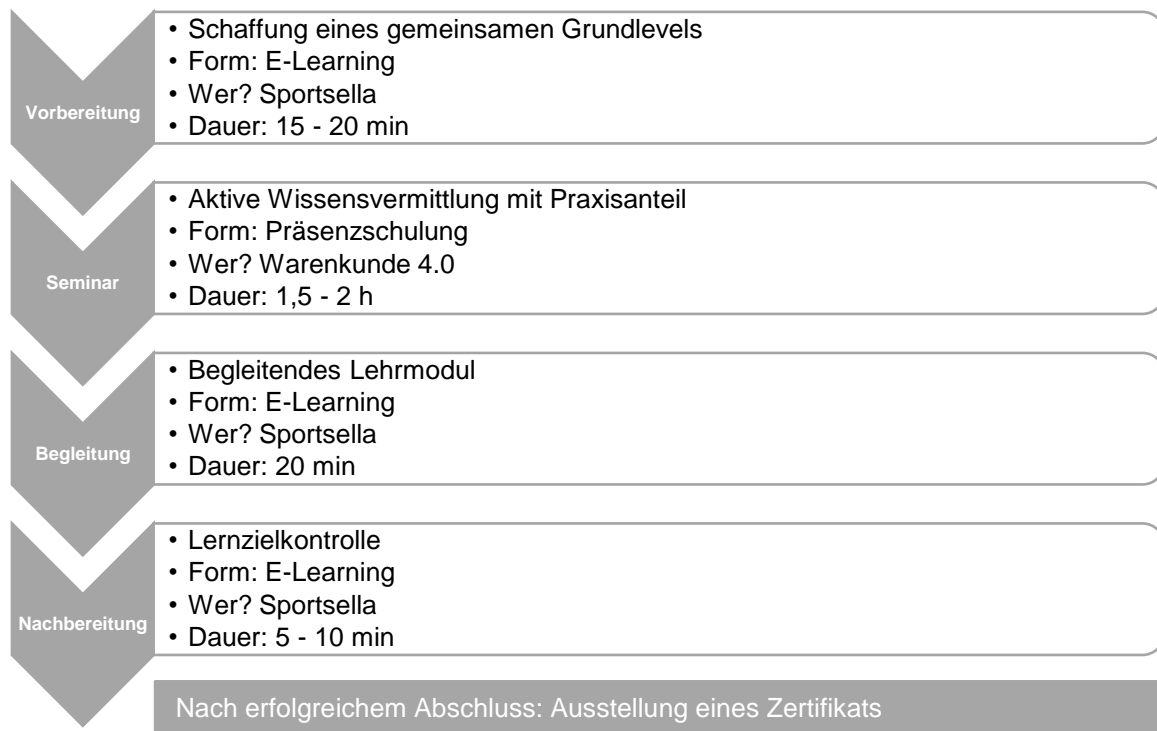 Vorbereitung
• Schaffung eines gemeinsamen Grundlevels
• Form: E-Learning
• Wer? Sportsella
• Dauer: 15 - 20 min
Seminar
• Aktive Wissensvermittlung mit Praxisanteil
• Form: Präsenzschulung
• Wer? Warenkunde 4.0
• Dauer: 1,5 - 2 h
Begleitung
• Begleitendes Lehrmodul
• Form: E-Learning
• Wer? Sportsella
• Dauer: 20 min
Nachbereitung
• Lernzielkontrolle
• Form: E-Learning
• Wer? Sportsella
• Dauer: 5 - 10 min
Nach erfolgreichem Abschluss: Ausstellung eines Zertifikats